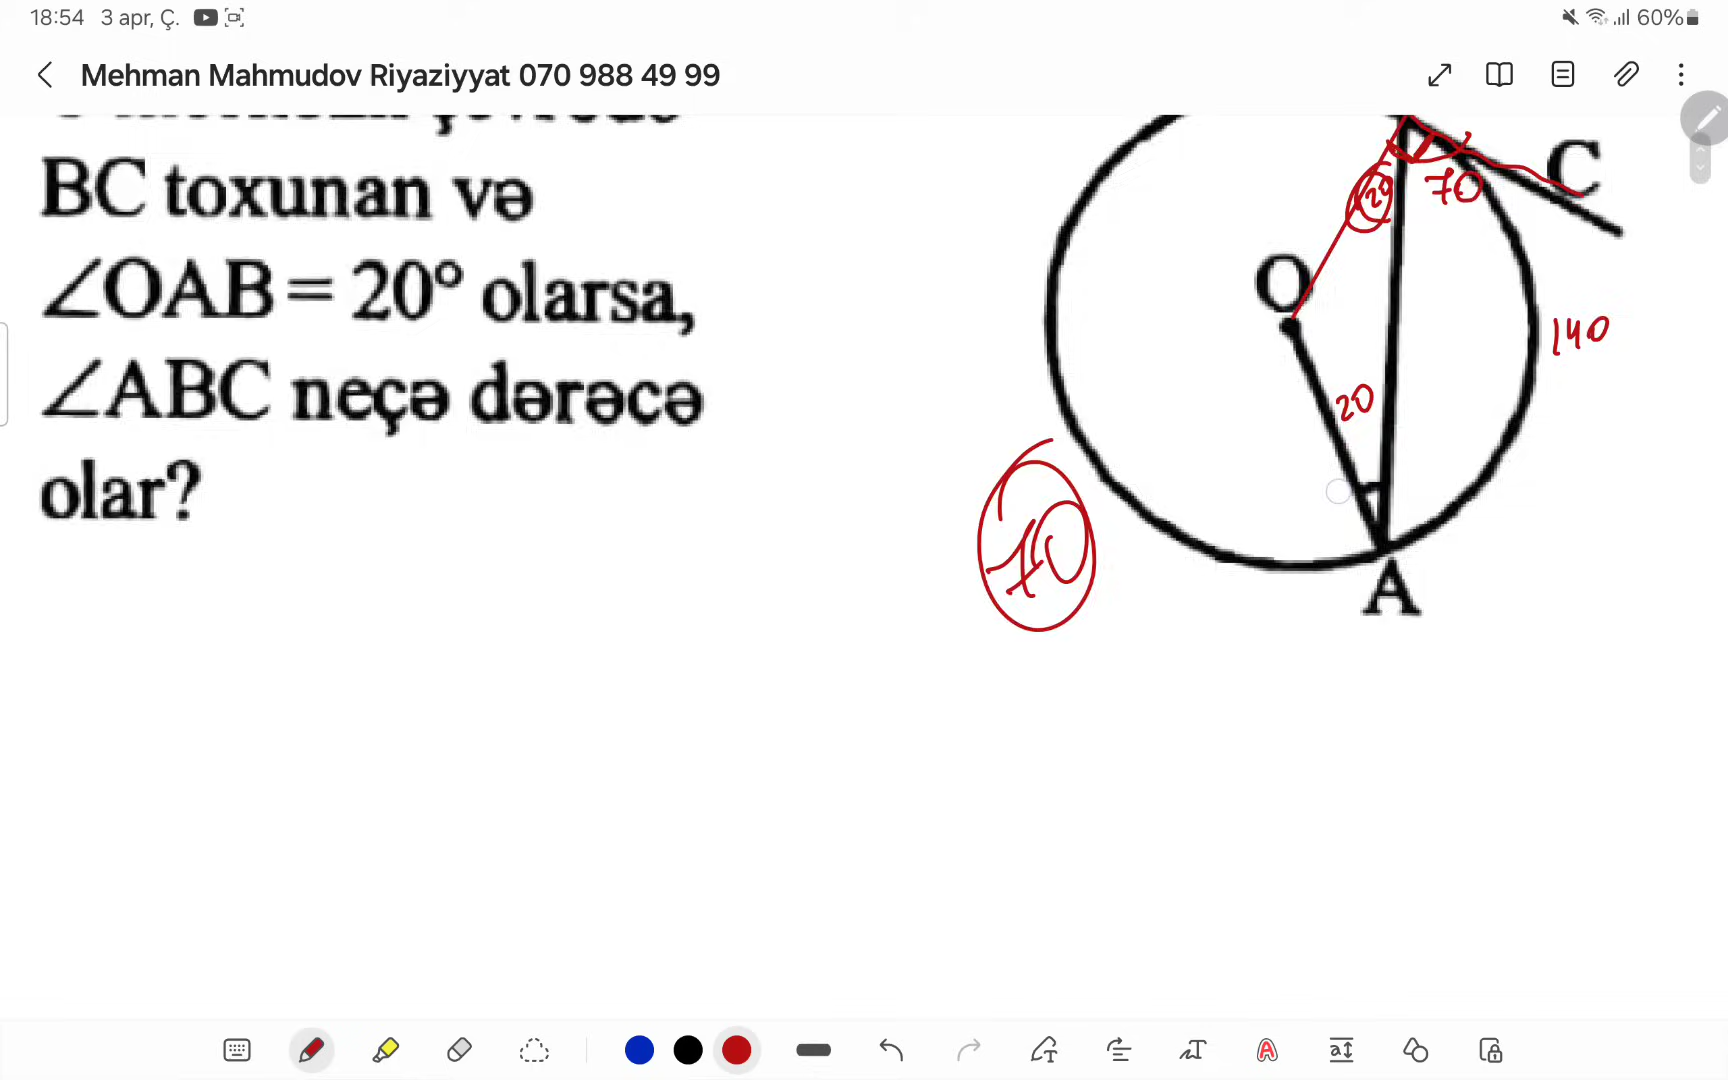 18:54 3 apr, Ç. 60%
Mehman Mahmudov Riyaziyyat 070 988 49 99
BC toxunan və
∠OAB = 20° olarsa,
∠ABC neçə dərəcə
olar?
C
20 70
O
140
20
70
A